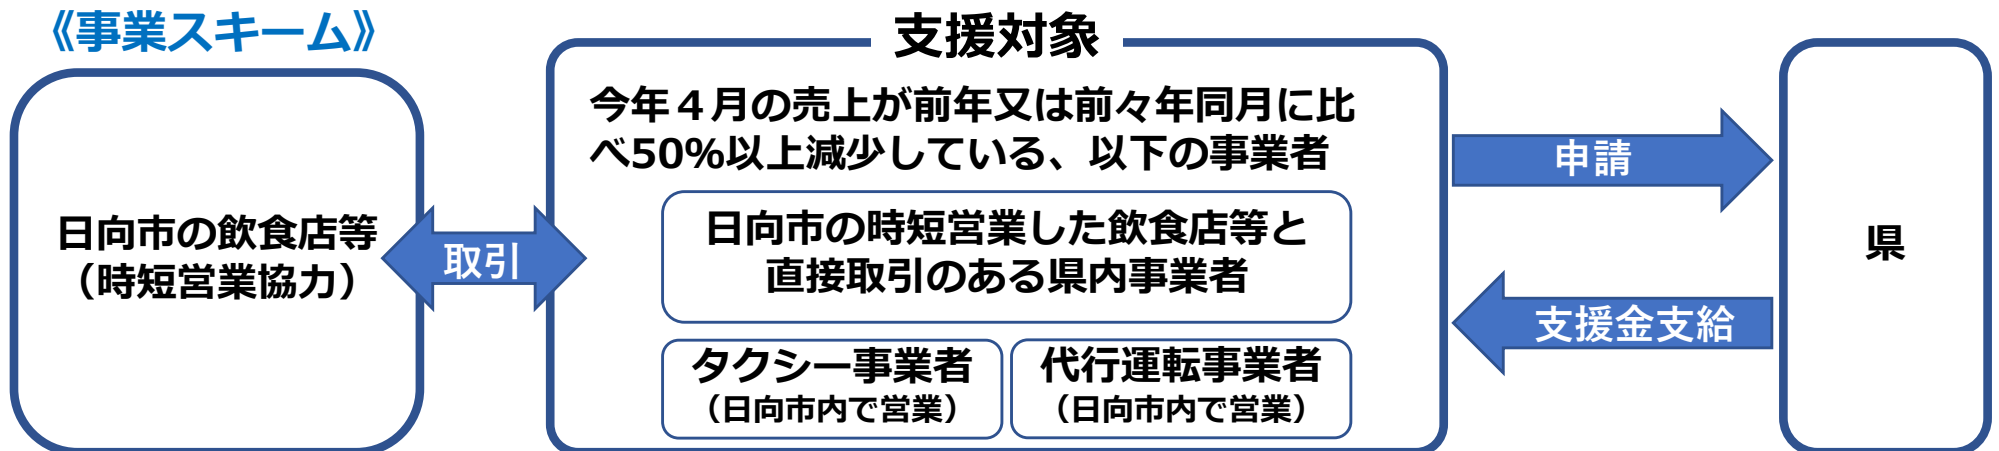 《事業スキーム》
日向市の飲食店等
（時短営業協力）
取引
支援対象
今年４月の売上が前年又は前々年同月に比
べ50%以上減少している、以下の事業者
日向市の時短営業した飲食店等と
直接取引のある県内事業者
タクシー事業者
（日向市内で営業）
代行運転事業者
（日向市内で営業）
申請
支援金支給
県